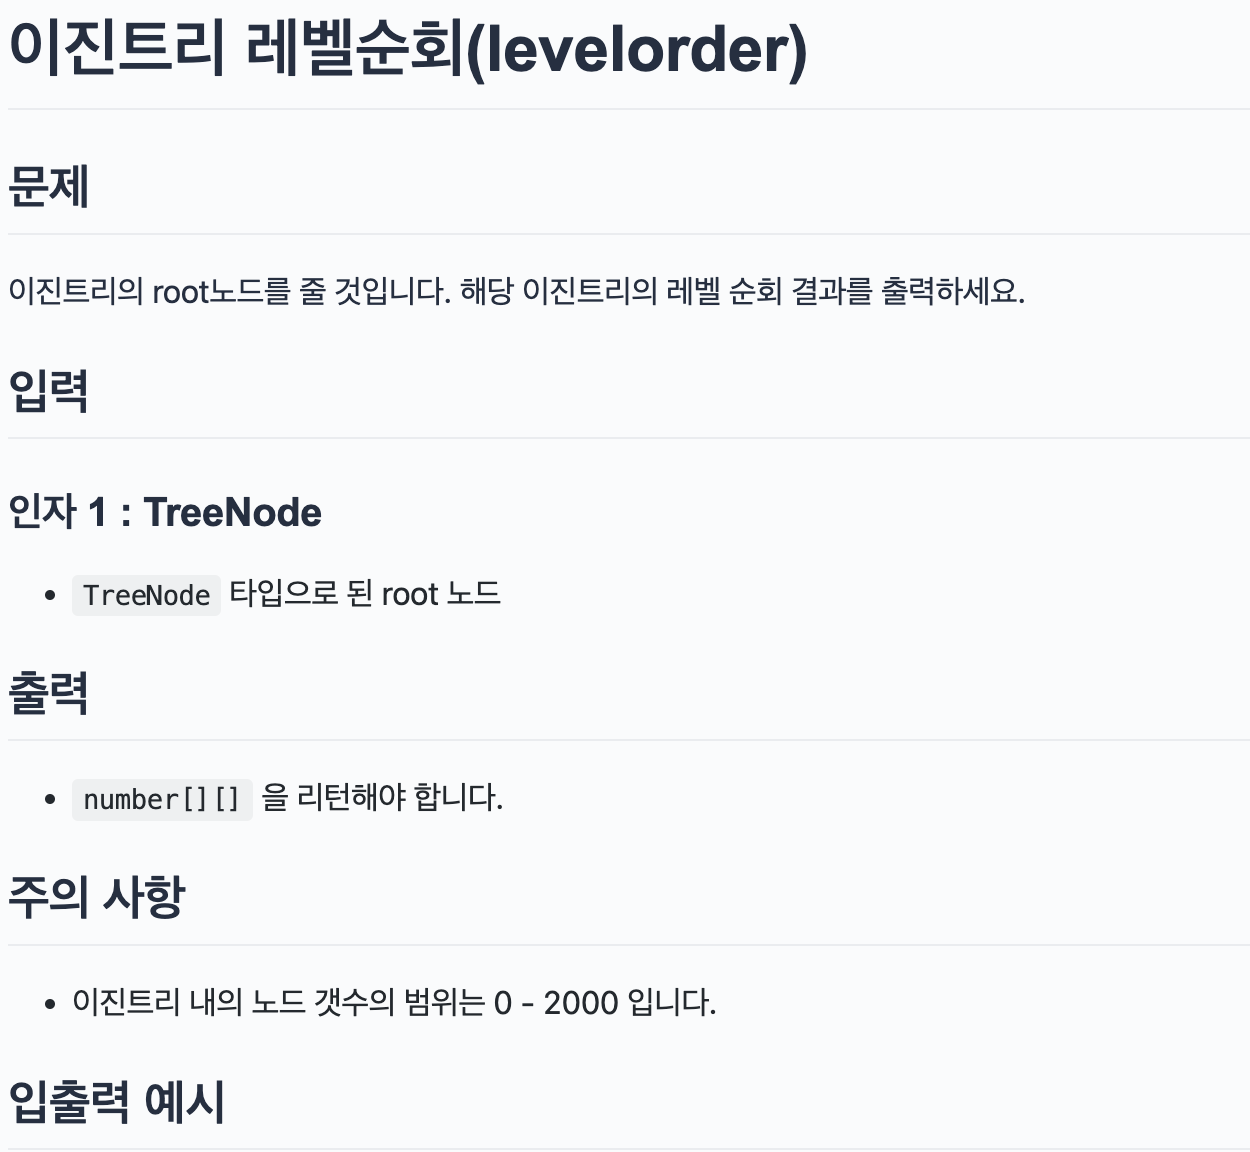 이진트리 레벨순회(levelorder)
문제
이진트리의 root노드를 줄 것입니다. 해당 이진트리의 레벨 순회 결과를 출력하세요.
입력
인자 1 : TreeNode
• TreeNode 타입으로 된 root 노드
출력
• number[][] 을 리턴해야 합니다.
주의 사항
• 이진트리 내의 노드 갯수의 범위는 0 - 2000 입니다.
입출력 예시